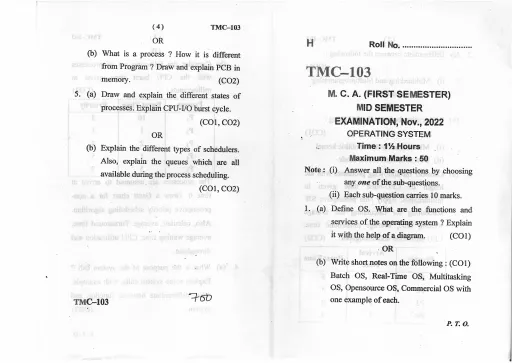 ( 4 )
TMC-103
OR
(b) What is a process ? How it is different
from Program ? Draw and explain PCB in
memory.
(CO2)
5. (a) Draw and explain the different states of
processes. Explain CPU-I/O burst cycle.
(CO1, CO2)
OR
(b) Explain the different types of schedulers.
Also, explain the queues which are all
available during the process scheduling.
(CO1, CO2)
TMC-103
700
H
Roll No. ..............................
TMC-103
M. C. A. (FIRST SEMESTER)
MID SEMESTER
EXAMINATION, Nov., 2022
OPERATING SYSTEM
Time : 1½ Hours
Maximum Marks : 50
Note : (i) Answer all the questions by choosing
any one of the sub-questions.
(ii) Each sub-question carries 10 marks.
1. (a) Define OS. What are the functions and
services of the operating system ? Explain
it with the help of a diagram. (CO1)
OR
(b) Write short notes on the following : (CO1)
Batch OS, Real-Time OS, Multitasking
OS, Opensource OS, Commercial OS with
one example of each.
P. T. O.